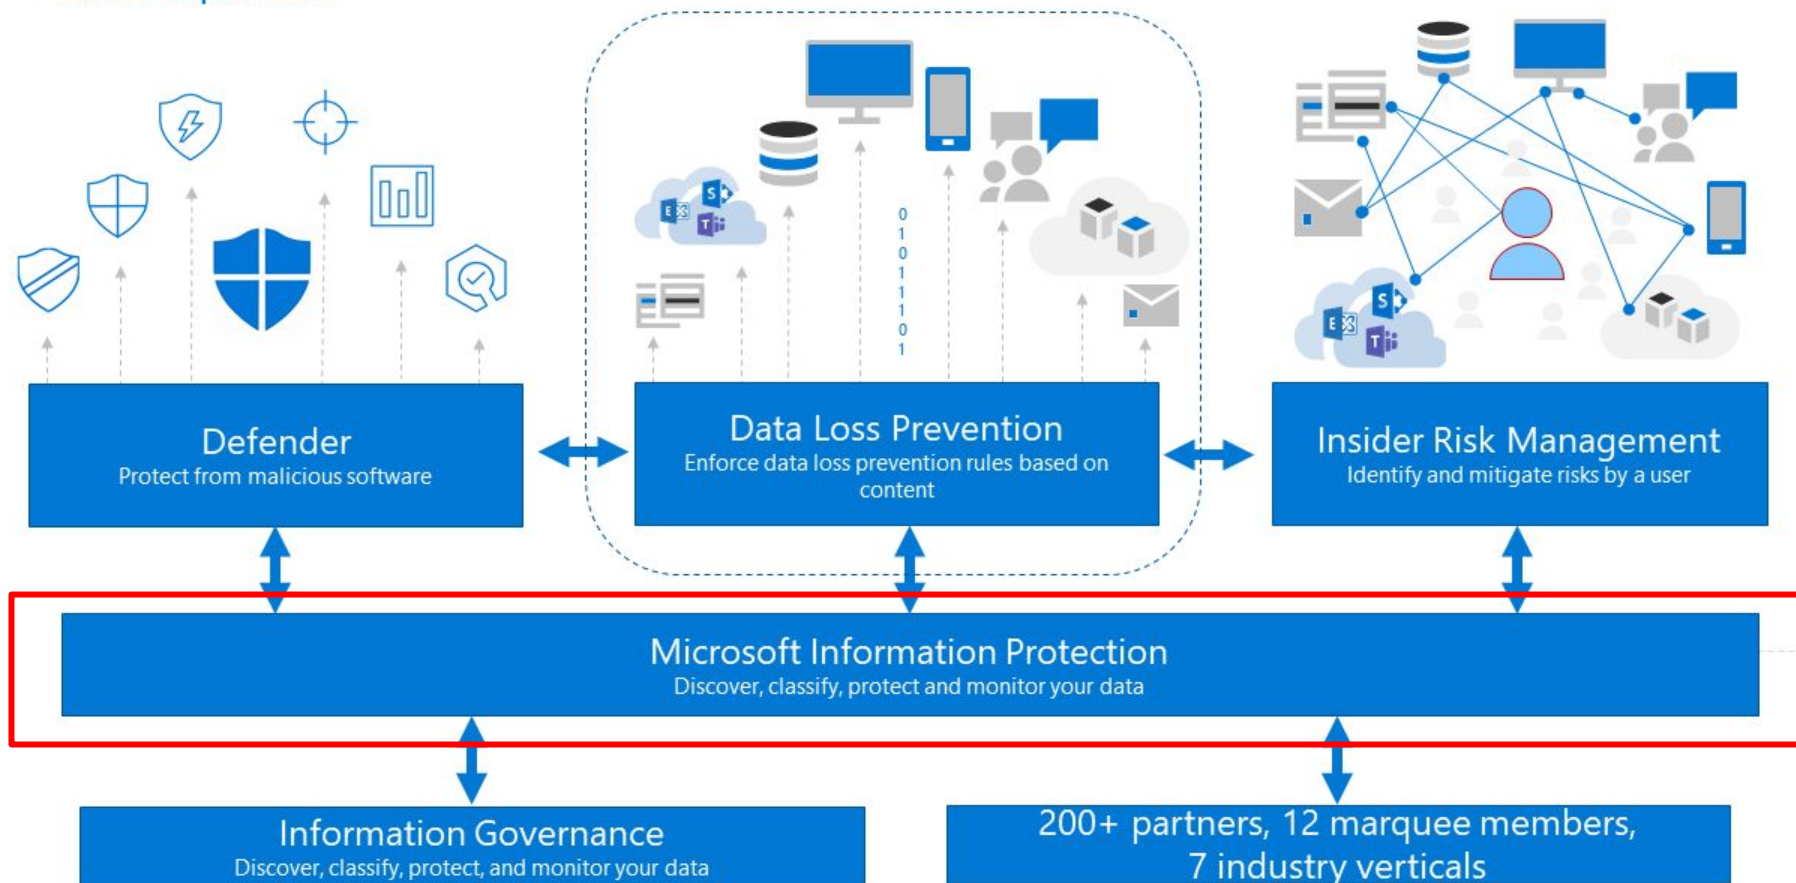 0
1
0
1
1
1
1
0
1
S
E
T
S
E
T
Defender
Protect from malicious software
Data Loss Prevention
Enforce data loss prevention rules based on
content
Insider Risk Management
Identify and mitigate risks by a user
Microsoft Information Protection
Discover, classify, protect and monitor your data
Information Governance
Discover, classify, protect, and monitor your data
200+ partners, 12 marquee members,
7 industry verticals